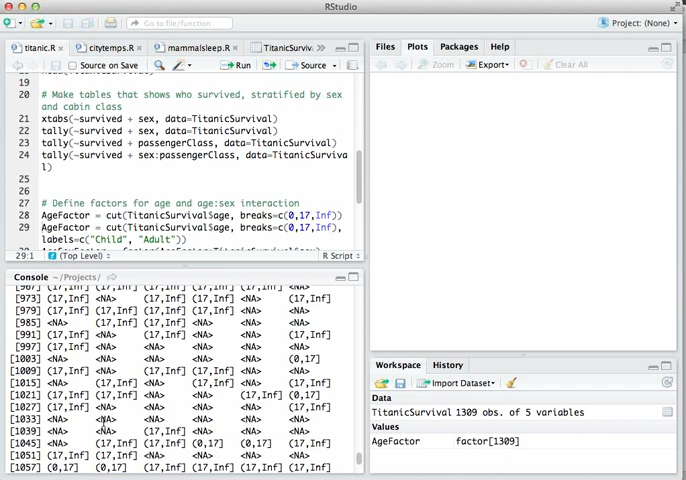 RStudio
Go to file/function
Project: (None)
titanic.R
citytemps.R
mammalsleep.R
TitanicSurviv
Source on Save
Run
Source
19
20 # Make tables that shows who survived, stratified by sex
and cabin class
21 xtabs(~survived + sex, data=TitanicSurvival)
22 tally(~survived + sex, data=TitanicSurvival)
23 tally(~survived + passengerClass, data=TitanicSurvival)
24 tally(~survived + sex:passengerClass, data=TitanicSurviva
l)
25
26
27 # Define factors for age and age:sex interaction
28 AgeFactor = cut(TitanicSurvival$age, breaks=c(0,17,Inf))
29 AgeFactor = cut(TitanicSurvival$age, breaks=c(0,17,Inf),
labels=c("Child", "Adult"))
29:1 (Top Level) R Script
Console ~/Projects/
[967] (17,Inf] (17,Inf] (17,Inf] <NA> <NA> (17,Inf]
[973] (17,Inf] <NA> <NA> (17,Inf] <NA> (17,Inf]
[979] (17,Inf] (17,Inf] (17,Inf] (17,Inf] <NA> <NA>
[985] <NA> (17,Inf] (17,Inf] <NA> (17,Inf] <NA>
[991] (17,Inf] <NA> <NA> <NA> <NA> (17,Inf]
[997] (17,Inf] <NA> <NA> <NA> <NA> <NA>
[1003] <NA> <NA> <NA> <NA> <NA> (0,17]
[1009] (17,Inf] <NA> (17,Inf] (17,Inf] <NA> <NA>
[1015] <NA> (17,Inf] <NA> <NA> <NA> (17,Inf]
[1021] (17,Inf] (17,Inf] <NA> <NA> (17,Inf] (0,17]
[1027] (17,Inf] <NA> <NA> <NA> <NA> (17,Inf]
[1033] <NA> <NA> <NA> <NA> <NA> <NA>
[1039] <NA> <NA> (17,Inf] <NA> <NA> (17,Inf]
[1045] <NA> (17,Inf] (17,Inf] (0,17] (0,17] <NA>
[1051] (17,Inf] (17,Inf] <NA> <NA> <NA> <NA>
[1057] (0,17] (0,17] (17,Inf] (17,Inf] (17,Inf] (17,Inf]
Files Plots Packages Help
Zoom Export Clear All
Workspace History
Import Dataset
Data
TitanicSurvival 1309 obs. of 5 variables
Values
AgeFactor factor[1309]